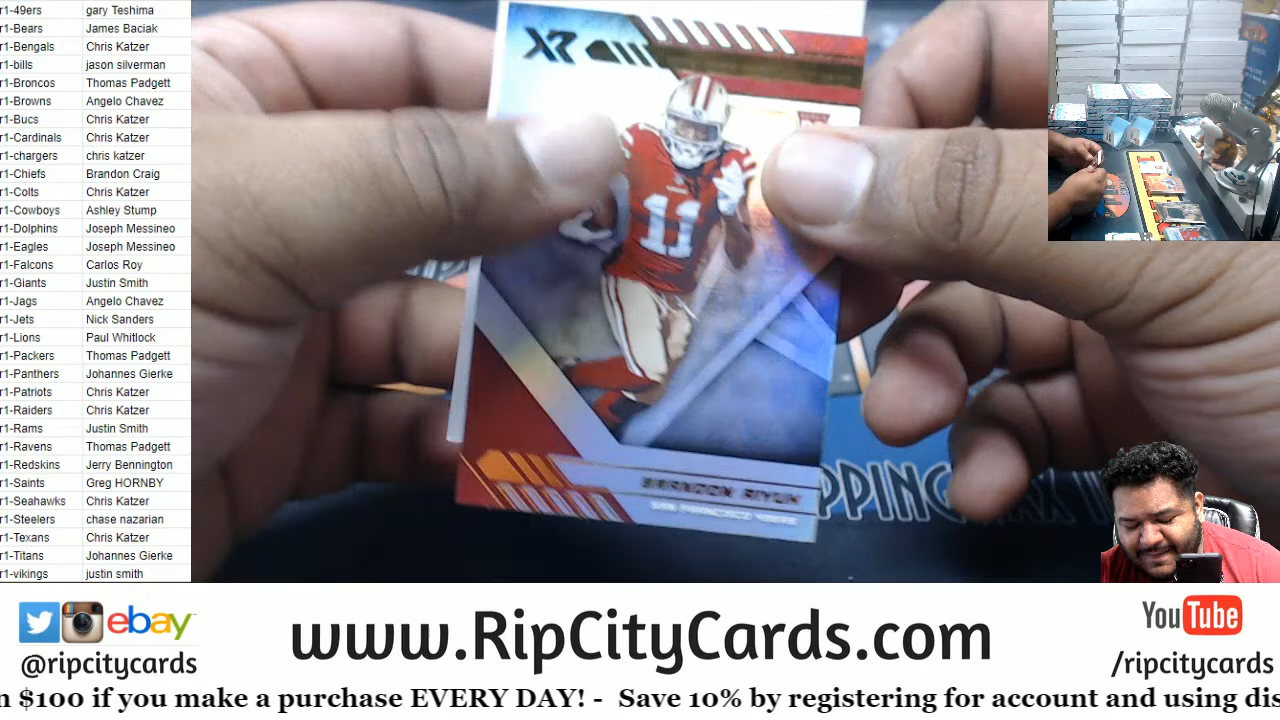 r1-49ers gary Teshima
r1-Bears James Baciak
r1-Bengals Chris Katzer
r1-bills jason silverman
r1-Broncos Thomas Padgett
r1-Browns Angelo Chavez
r1-Bucs Chris Katzer
r1-Cardinals Chris Katzer
r1-chargers chris katzer
r1-Chiefs Brandon Craig
r1-Colts Chris Katzer
r1-Cowboys Ashley Stump
r1-Dolphins Joseph Messineo
r1-Eagles Joseph Messineo
r1-Falcons Carlos Roy
r1-Giants Justin Smith
r1-Jags Angelo Chavez
r1-Jets Nick Sanders
r1-Lions Paul Whitlock
r1-Packers Thomas Padgett
r1-Panthers Johannes Gierke
r1-Patriots Chris Katzer
r1-Raiders Chris Katzer
r1-Rams Justin Smith
r1-Ravens Thomas Padgett
r1-Redskins Jerry Bennington
r1-Saints Greg HORNBY
r1-Seahawks Chris Katzer
r1-Steelers chase nazarian
r1-Texans Chris Katzer
r1-Titans Johannes Gierke
r1-vikings justin smith
XR
11
BRANDON AIYUK
SAN FRANCISCO 49ERS
ebay
@ripcitycards
www.RipCityCards.com
YouTube
/ripcitycards
n $100 if you make a purchase EVERY DAY! - Save 10% by registering for account and using dis